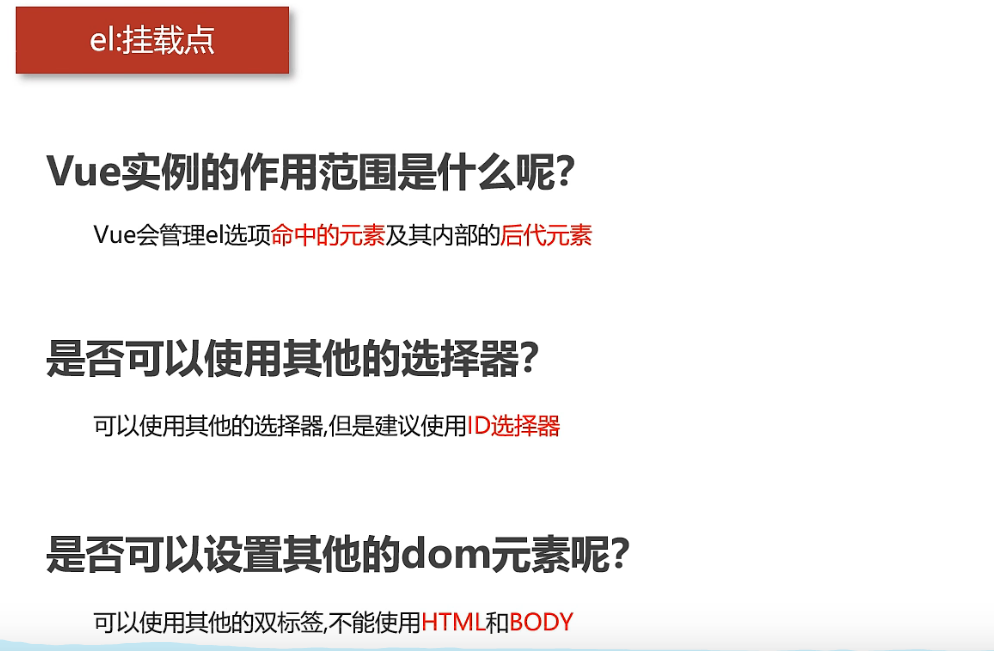 el:挂载点
Vue实例的作用范围是什么呢?
Vue会管理el选项命中的元素及其内部的后代元素
是否可以使用其他的选择器?
可以使用其他的选择器,但是建议使用ID选择器
是否可以设置其他的dom元素呢?
可以使用其他的双标签,不能使用HTML和BODY